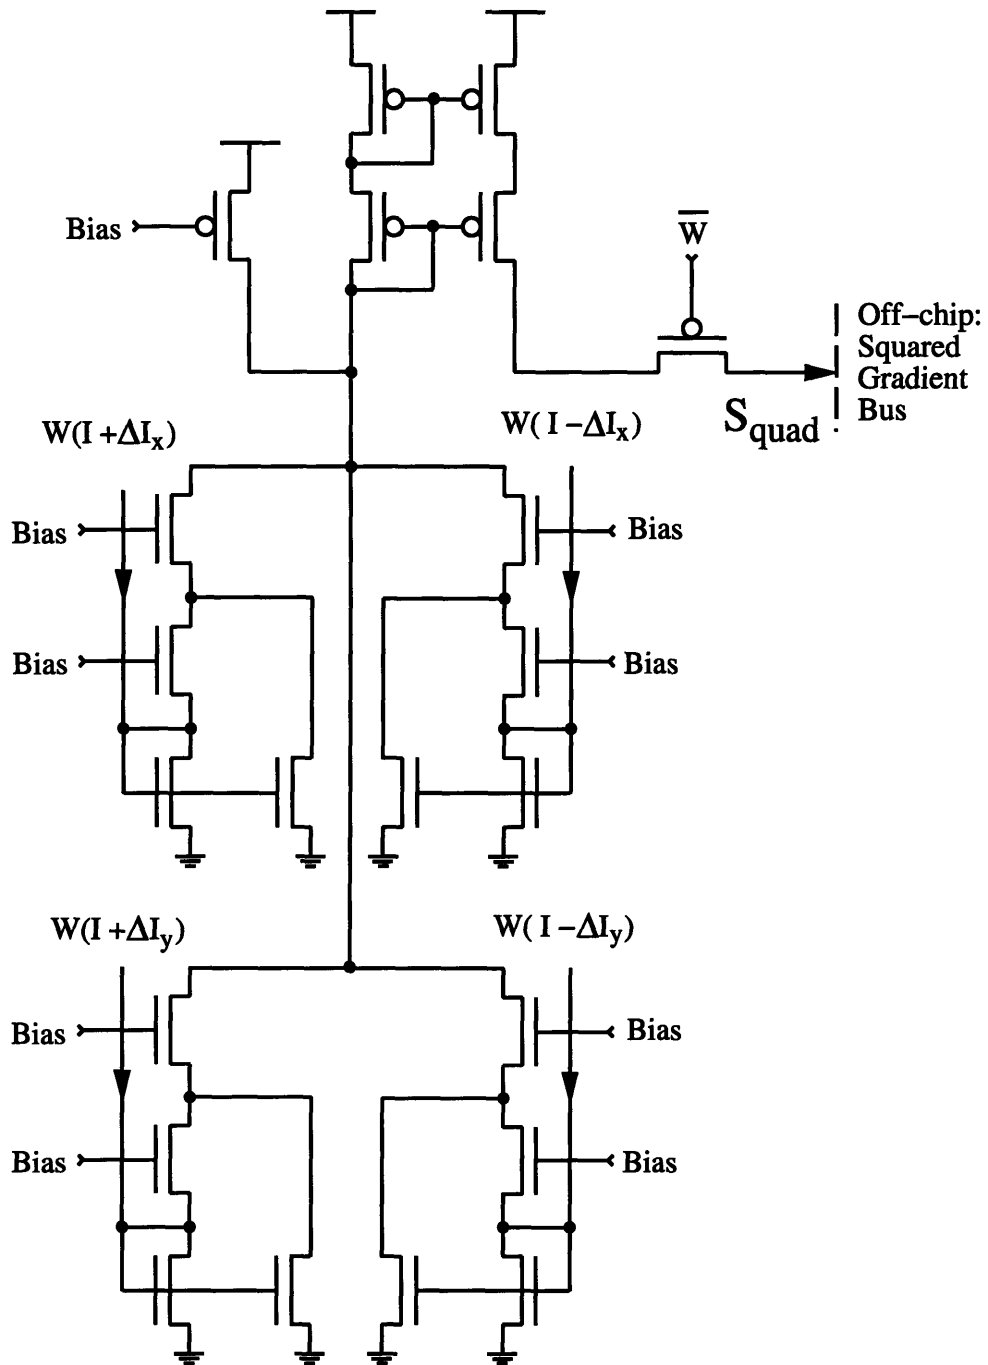 Bias
W̅
Off-chip:
Squared
Gradient
Bus
S_quad
W(I +ΔI_x)
W( I -ΔI_x)
Bias
Bias
Bias
Bias
W(I +ΔI_y)
W( I -ΔI_y)
Bias
Bias
Bias
Bias